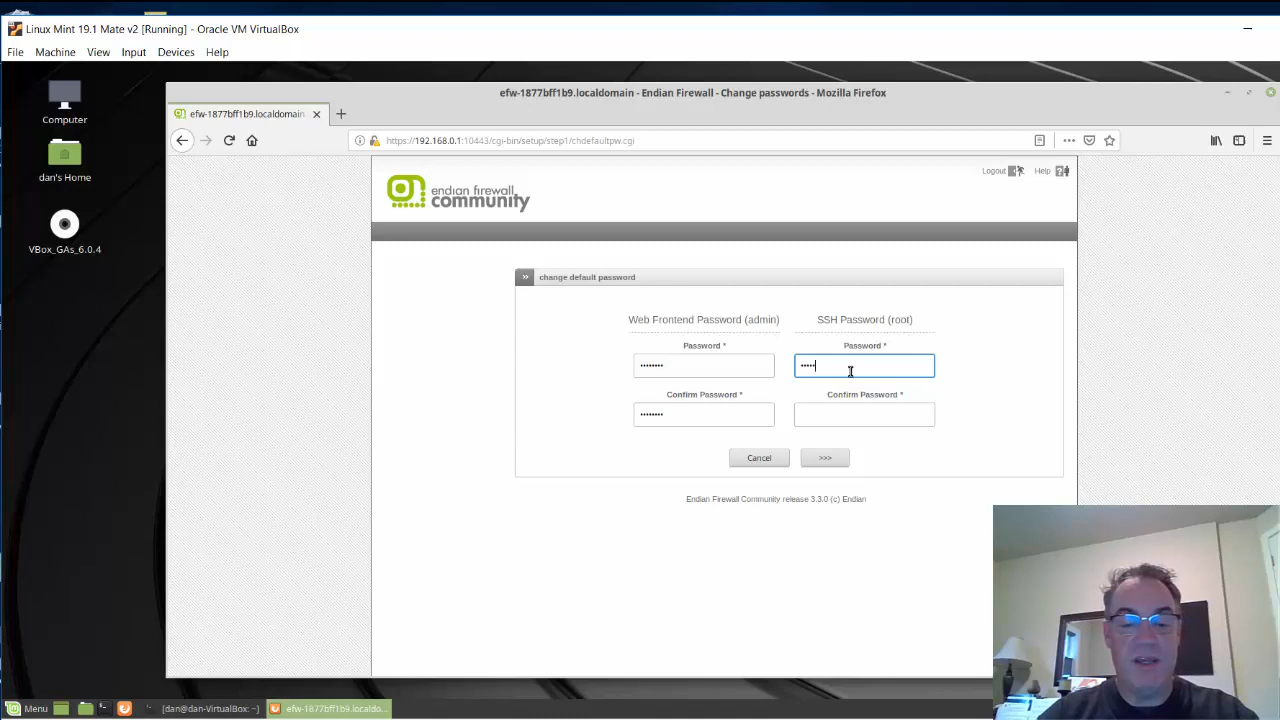 Linux Mint 19.1 Mate v2 [Running] - Oracle VM VirtualBox
File Machine View Input Devices Help
efw-1877bff1b9.localdomain - Endian Firewall - Change passwords - Mozilla Firefox
efw-1877bff1b9.localdomain
https://192.168.0.1:10443/cgi-bin/setup/step1/chdefaultpw.cgi
Computer
dan's Home
VBox_GAs_6.0.4
Logout Help
endian firewall
community
change default password
Web Frontend Password (admin) SSH Password (root)
Password * Password *
Confirm Password * Confirm Password *
Cancel >>>
Endian Firewall Community release 3.3.0 (c) Endian
Menu [dan@dan-VirtualBox: ~] efw-1877bff1b9.localdo...